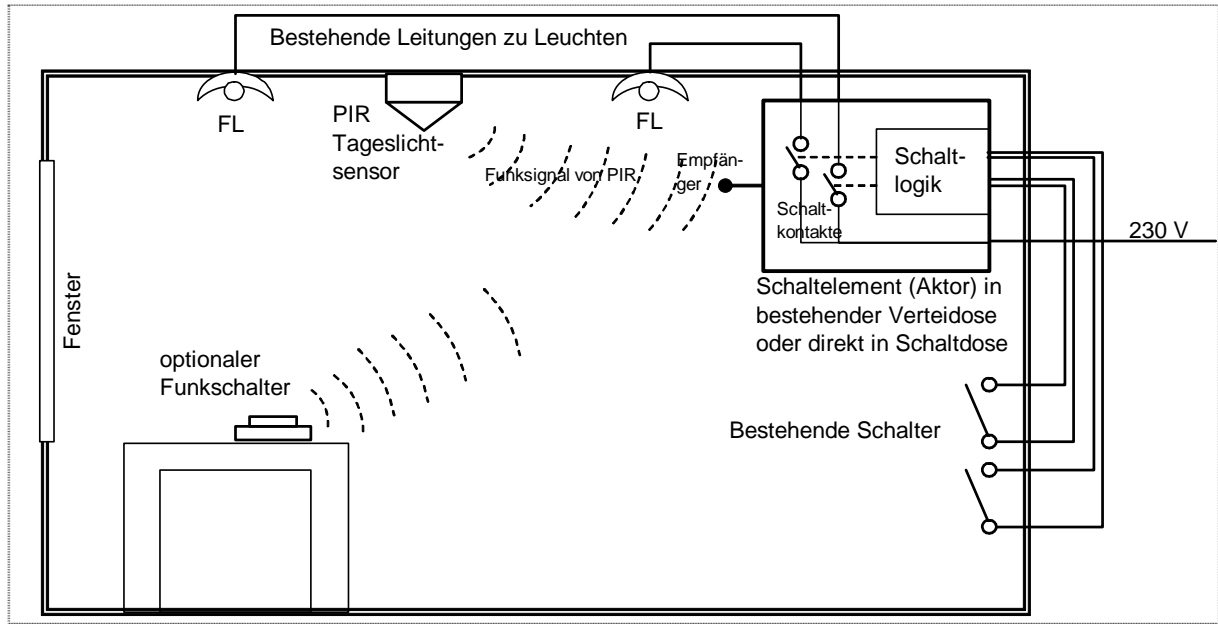 Bestehende Leitungen zu Leuchten
FL
PIR
Tageslicht-
sensor
FL
Funksignal von PIR
Empfän-
ger
Schalt-
logik
Schalt-
kontakte
230 V
Schaltelement (Aktor) in
bestehender Verteidose
oder direkt in Schaltdose
Fenster
optionaler
Funkschalter
Bestehende Schalter